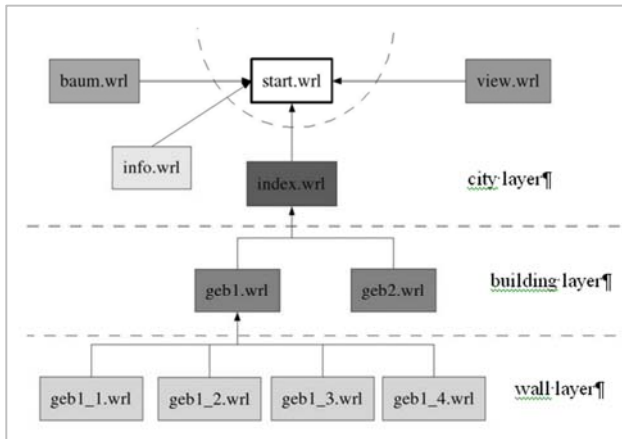 baum.wrl
start.wrl
view.wrl
info.wrl
index.wrl
city·layer¶
geb1.wrl
geb2.wrl
building·layer¶
geb1_1.wrl
geb1_2.wrl
geb1_3.wrl
geb1_4.wrl
wall·layer¶